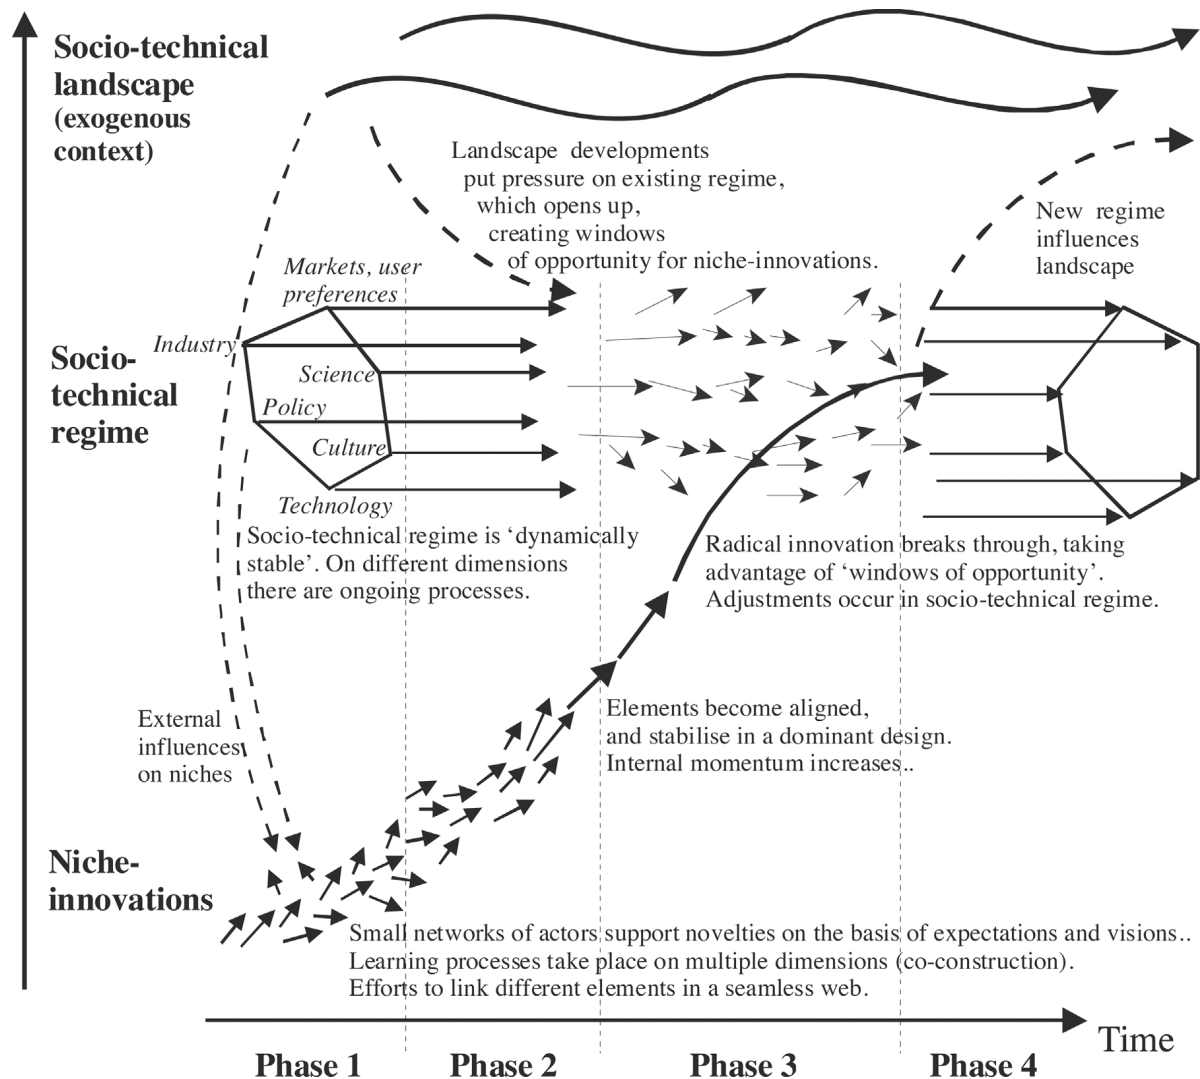 Socio-technical
landscape
(exogenous
context)
Landscape developments
put pressure on existing regime,
which opens up,
creating windows
of opportunity for niche-innovations.
New regime
influences
landscape
Markets, user
preferences
Industry
Science
Policy
Culture
Technology
Socio-
technical
regime
Socio-technical regime is ‘dynamically
stable’. On different dimensions
there are ongoing processes.
Radical innovation breaks through, taking
advantage of ‘windows of opportunity’.
Adjustments occur in socio-technical regime.
External
influences
on niches
Elements become aligned,
and stabilise in a dominant design.
Internal momentum increases..
Niche-
innovations
Small networks of actors support novelties on the basis of expectations and visions..
Learning processes take place on multiple dimensions (co-construction).
Efforts to link different elements in a seamless web.
Time
Phase 1
Phase 2
Phase 3
Phase 4